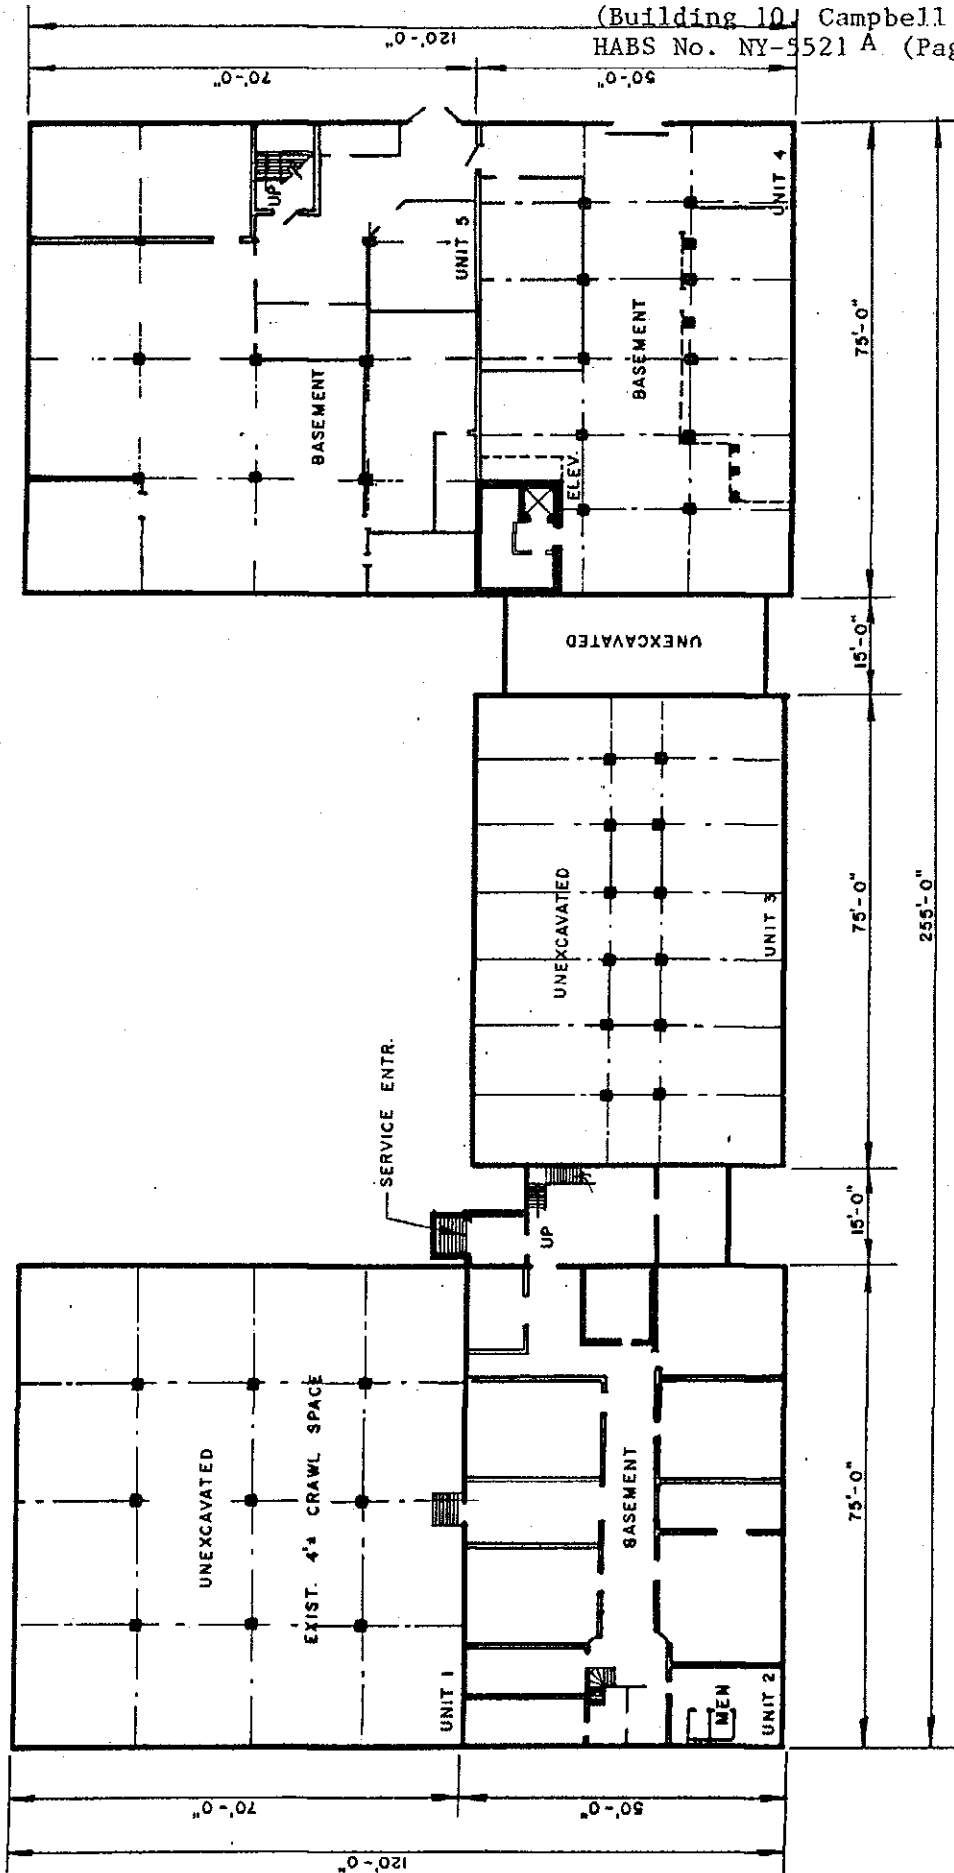 (Building 10, Campbell
HABS No. NY-5521 A (Pag
120'-0"
70'-0"
50'-0"
UP
UNIT 5
UNIT 4
BASEMENT
BASEMENT
ELEV.
75'-0"
UNEXCAVATED
15'-0"
UNEXCAVATED
UNIT 3
75'-0"
255'-0"
SERVICE ENTR.
UP
15'-0"
UNEXCAVATED
EXIST. 4'± CRAWL SPACE
UNIT 1
BASEMENT
MEN
UNIT 2
75'-0"
70'-0"
50'-0"
120'-0"